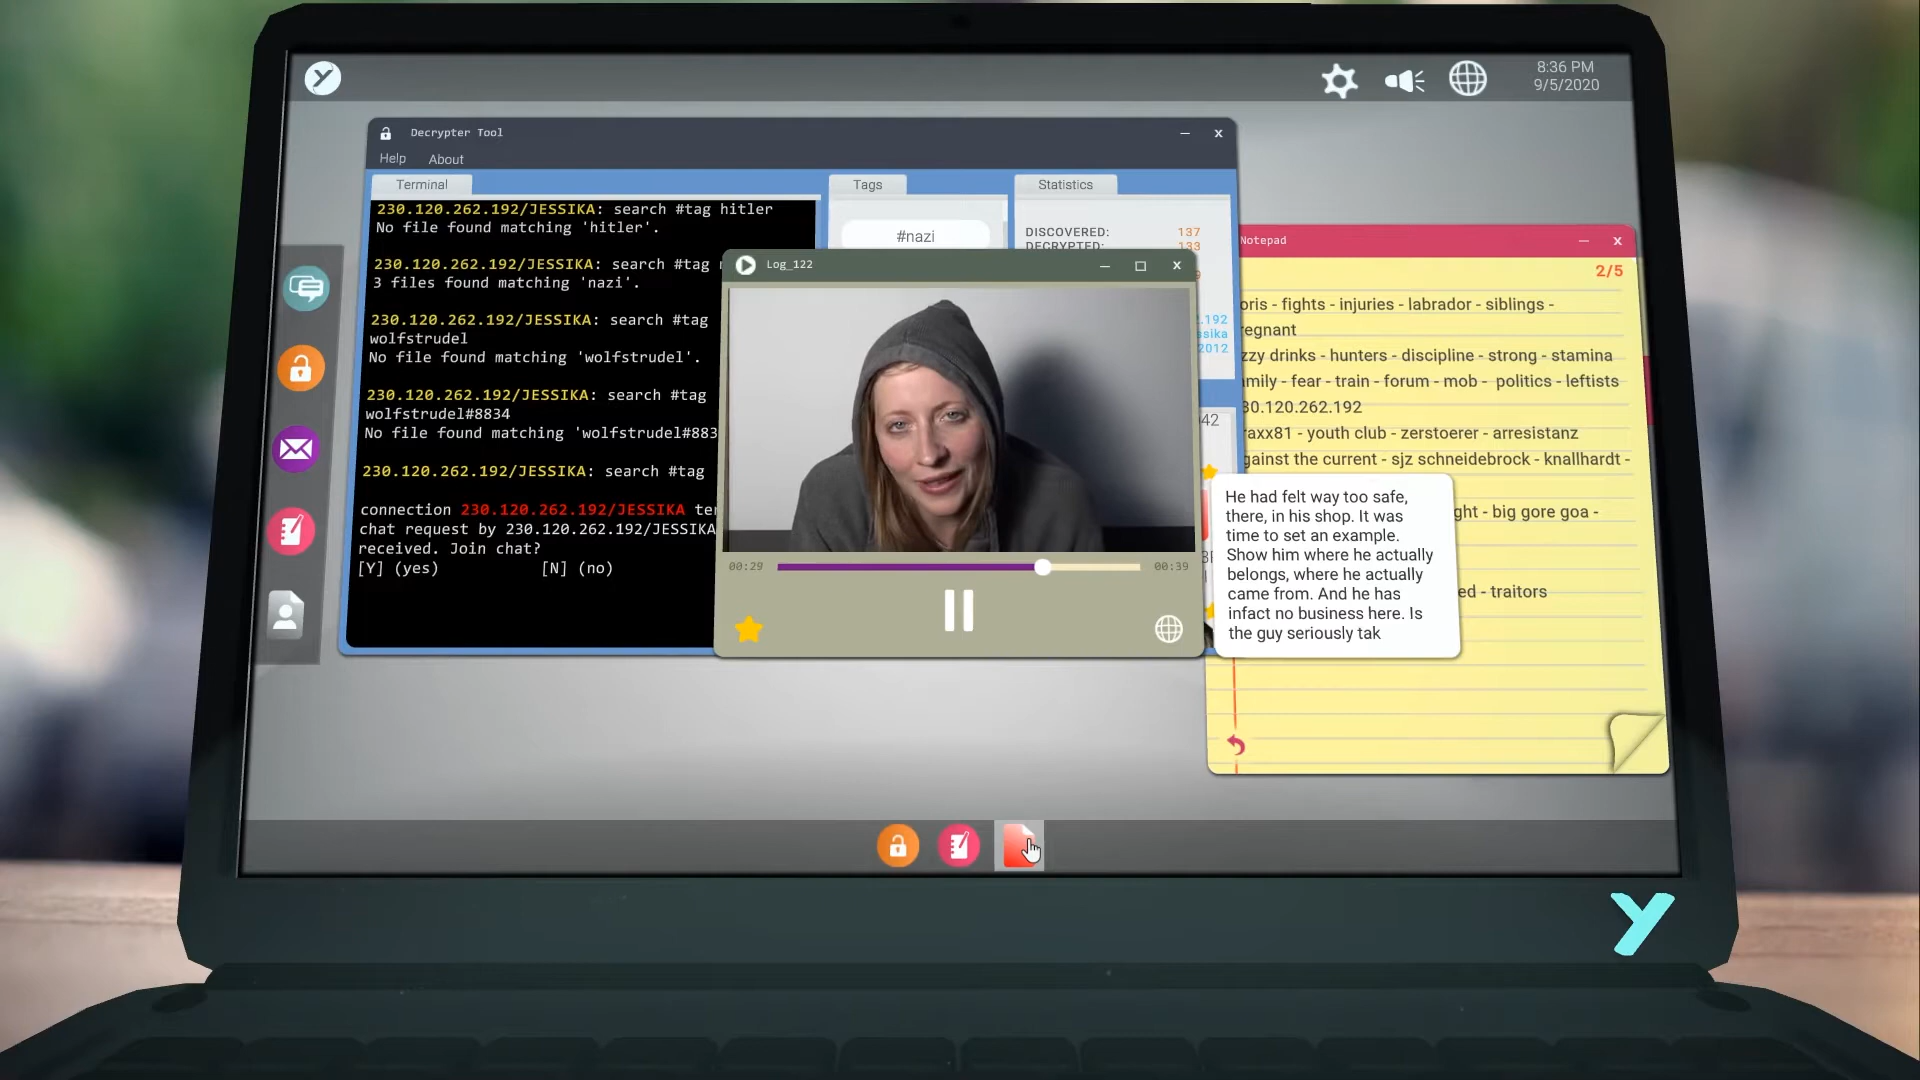 8:36 PM
9/5/2020
Decrypter Tool
Help About
Terminal
230.120.262.192/JESSIKA: search #tag hitler
No file found matching 'hitler'.
230.120.262.192/JESSIKA: search #tag
3 files found matching 'nazi'.
230.120.262.192/JESSIKA: search #tag
wolfstrudel
No file found matching 'wolfstrudel'.
230.120.262.192/JESSIKA: search #tag
wolfstrudel#8834
No file found matching 'wolfstrudel#883
230.120.262.192/JESSIKA: search #tag
connection 230.120.262.192/JESSIKA ter
chat request by 230.120.262.192/JESSIKA
received. Join chat?
[Y] (yes) [N] (no)
Tags
#nazi
Statistics
DISCOVERED: 137
DECRYPTED: 133
.192
ssika
2012
42
Log_122
00:29
00:39
He had felt way too safe,
there, in his shop. It was
time to set an example.
Show him where he actually
belongs, where he actually
came from. And he has
infact no business here. Is
the guy seriously tak
Notepad
2/5
oris - fights - injuries - labrador - siblings -
regnant
zzy drinks - hunters - discipline - strong - stamina
mily - fear - train - forum - mob - politics - leftists
30.120.262.192
raxx81 - youth club - zerstoerer - arresistanz
gainst the current - sjz schneidebrock - knallhardt -
ght - big gore goa -
ed - traitors